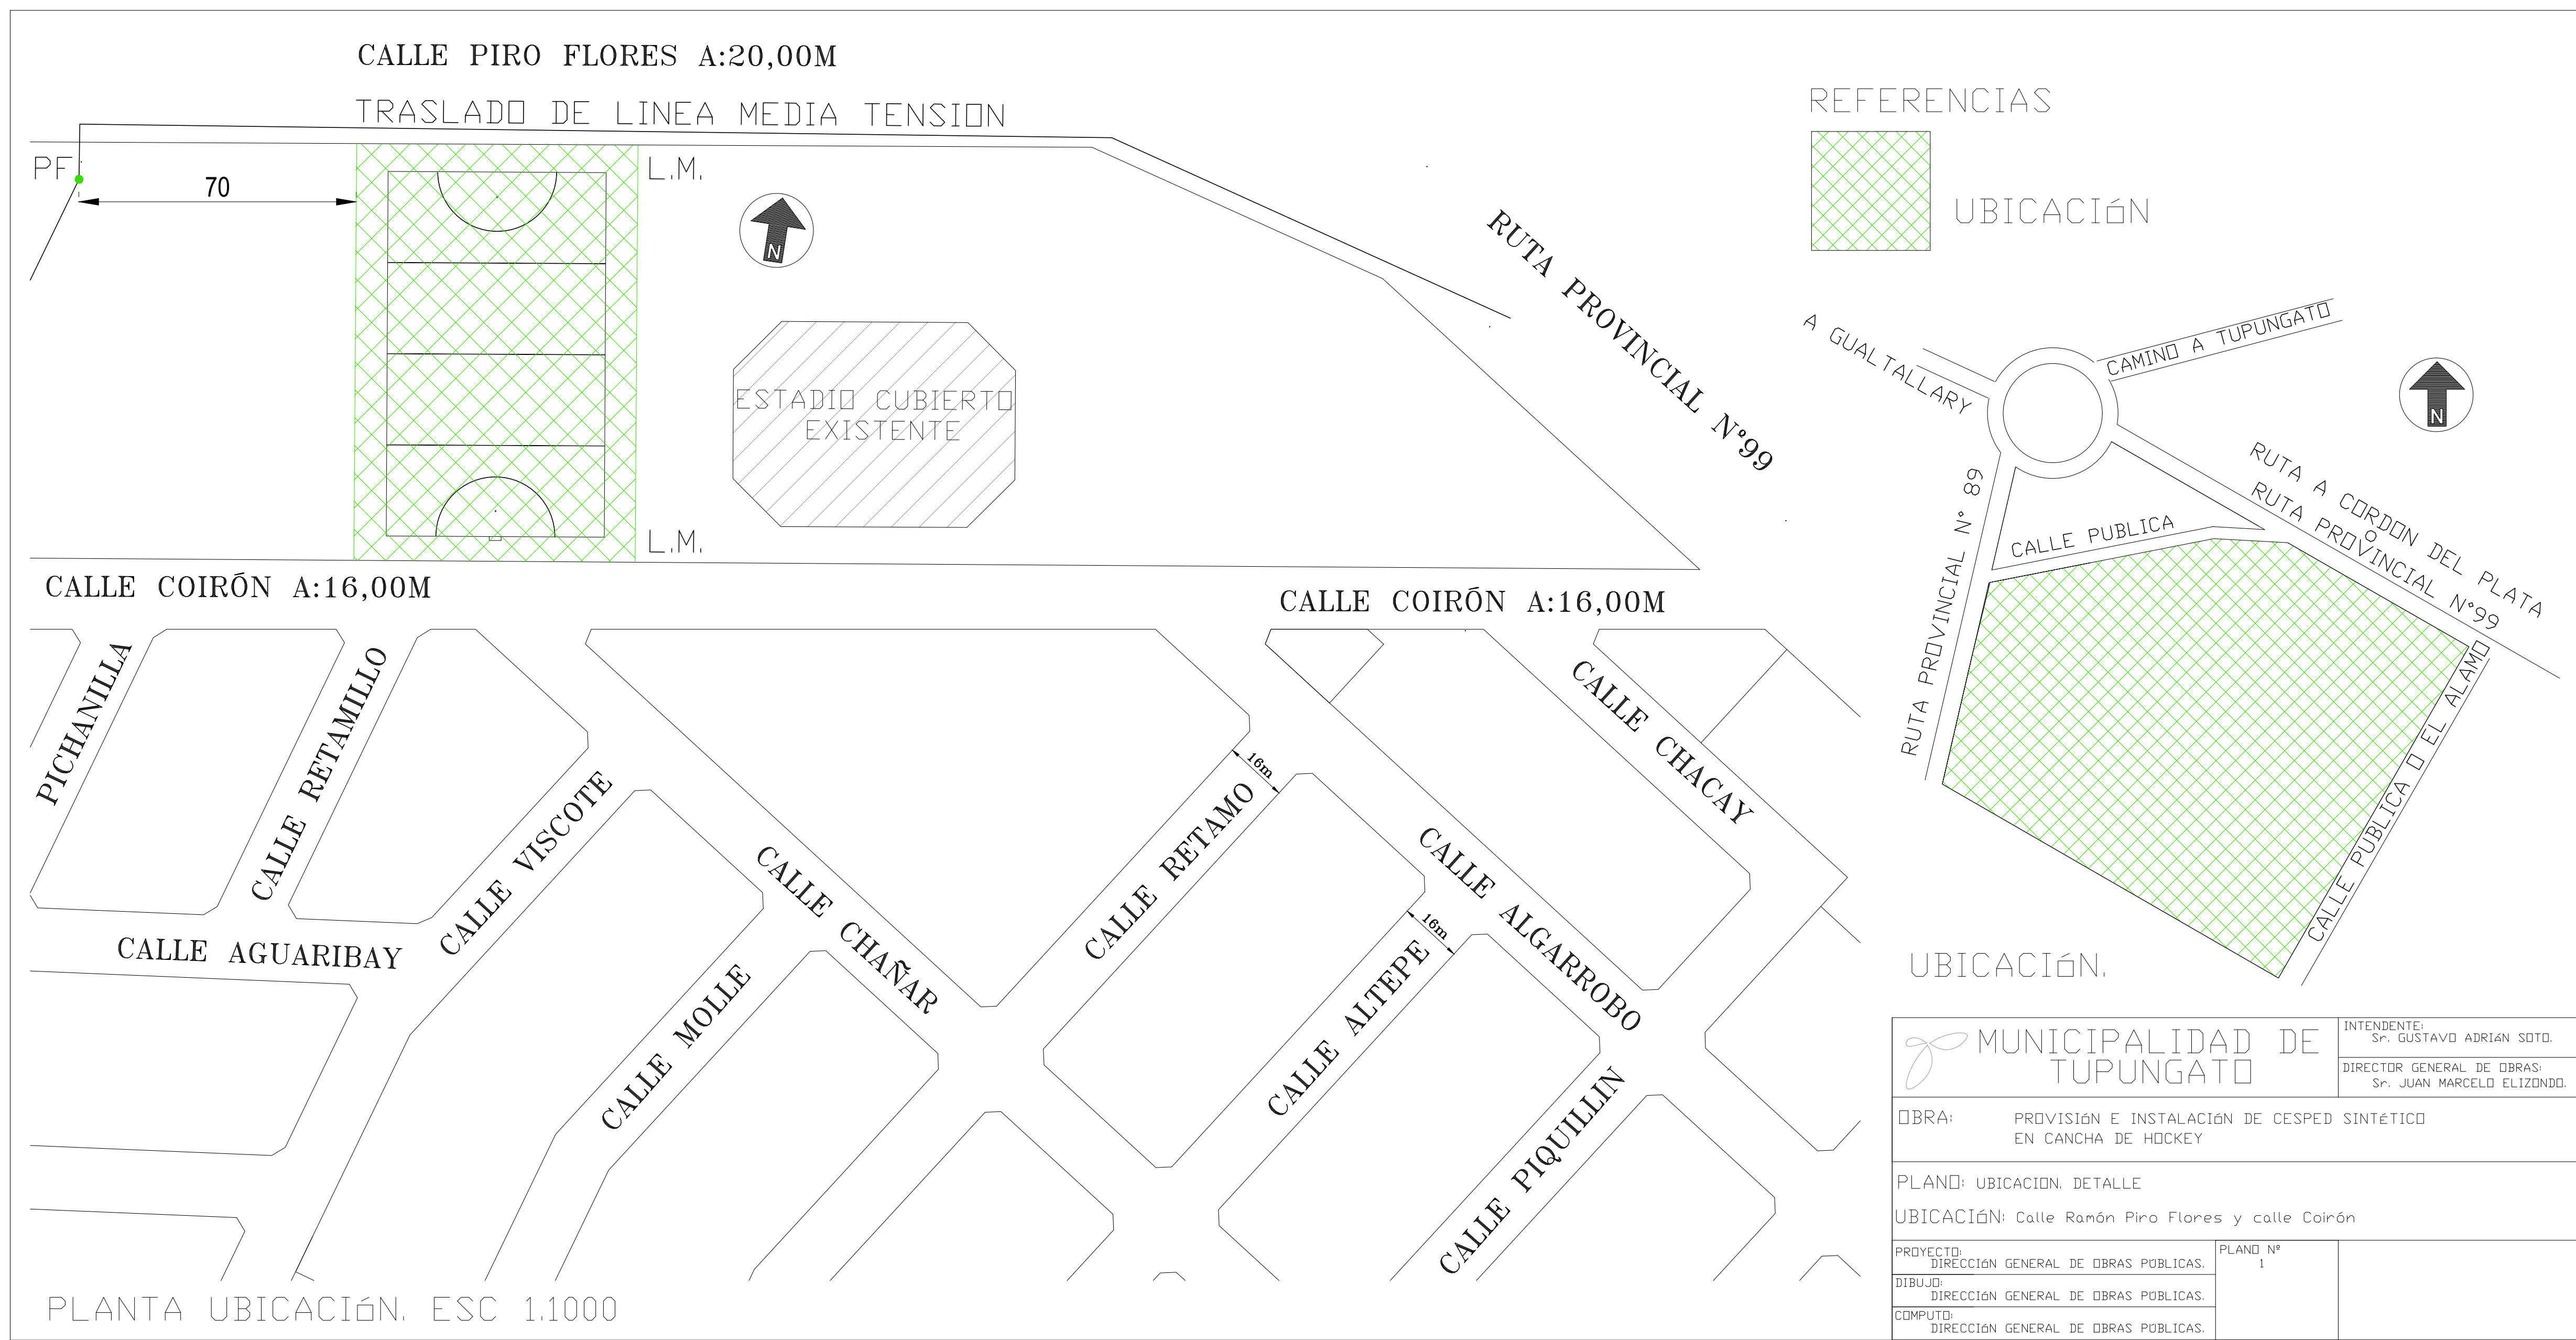 CALLE PIRO FLORES A:20,00M
TRASLADO DE LINEA MEDIA TENSION
PF
70
L.M.
N
ESTADIO CUBIERTO
EXISTENTE
L.M.
RUTA PROVINCIAL N°99
CALLE COIRÓN A:16,00M
CALLE COIRÓN A:16,00M
PICHANILLA
CALLE RETAMILLO
CALLE VISCOTE
CALLE AGUARIBAY
CALLE MOLLE
CALLE CHAÑAR
CALLE RETAMO
16m
CALLE ALTEPE
16m
CALLE ALGARROBO
CALLE CHACAY
CALLE PIQUILLIN
PLANTA UBICACIóN. ESC 1.1000
REFERENCIAS
UBICACIóN
A GUALTALLARY
CAMINO A TUPUNGATO
N
RUTA A CORDON DEL PLATA
O
RUTA PROVINCIAL N°99
RUTA PROVINCIAL N° 89
CALLE PUBLICA
CALLE PUBLICA O EL ALAMO
UBICACIóN.
MUNICIPALIDAD DE
TUPUNGATO
INTENDENTE:
Sr. GUSTAVO ADRIáN SOTO.
DIRECTOR GENERAL DE OBRAS:
Sr. JUAN MARCELO ELIZONDO.
OBRA: PROVISIóN E INSTALACIóN DE CESPED SINTéTICO
EN CANCHA DE HOCKEY
PLANO: UBICACION. DETALLE
UBICACIóN: Calle Ramón Piro Flores y calle Coirón
PROYECTO:
DIRECCIóN GENERAL DE OBRAS PúBLICAS.
DIBUJO:
DIRECCIóN GENERAL DE OBRAS PúBLICAS.
COMPUTO:
DIRECCIóN GENERAL DE OBRAS PúBLICAS.
PLANO Nº
1